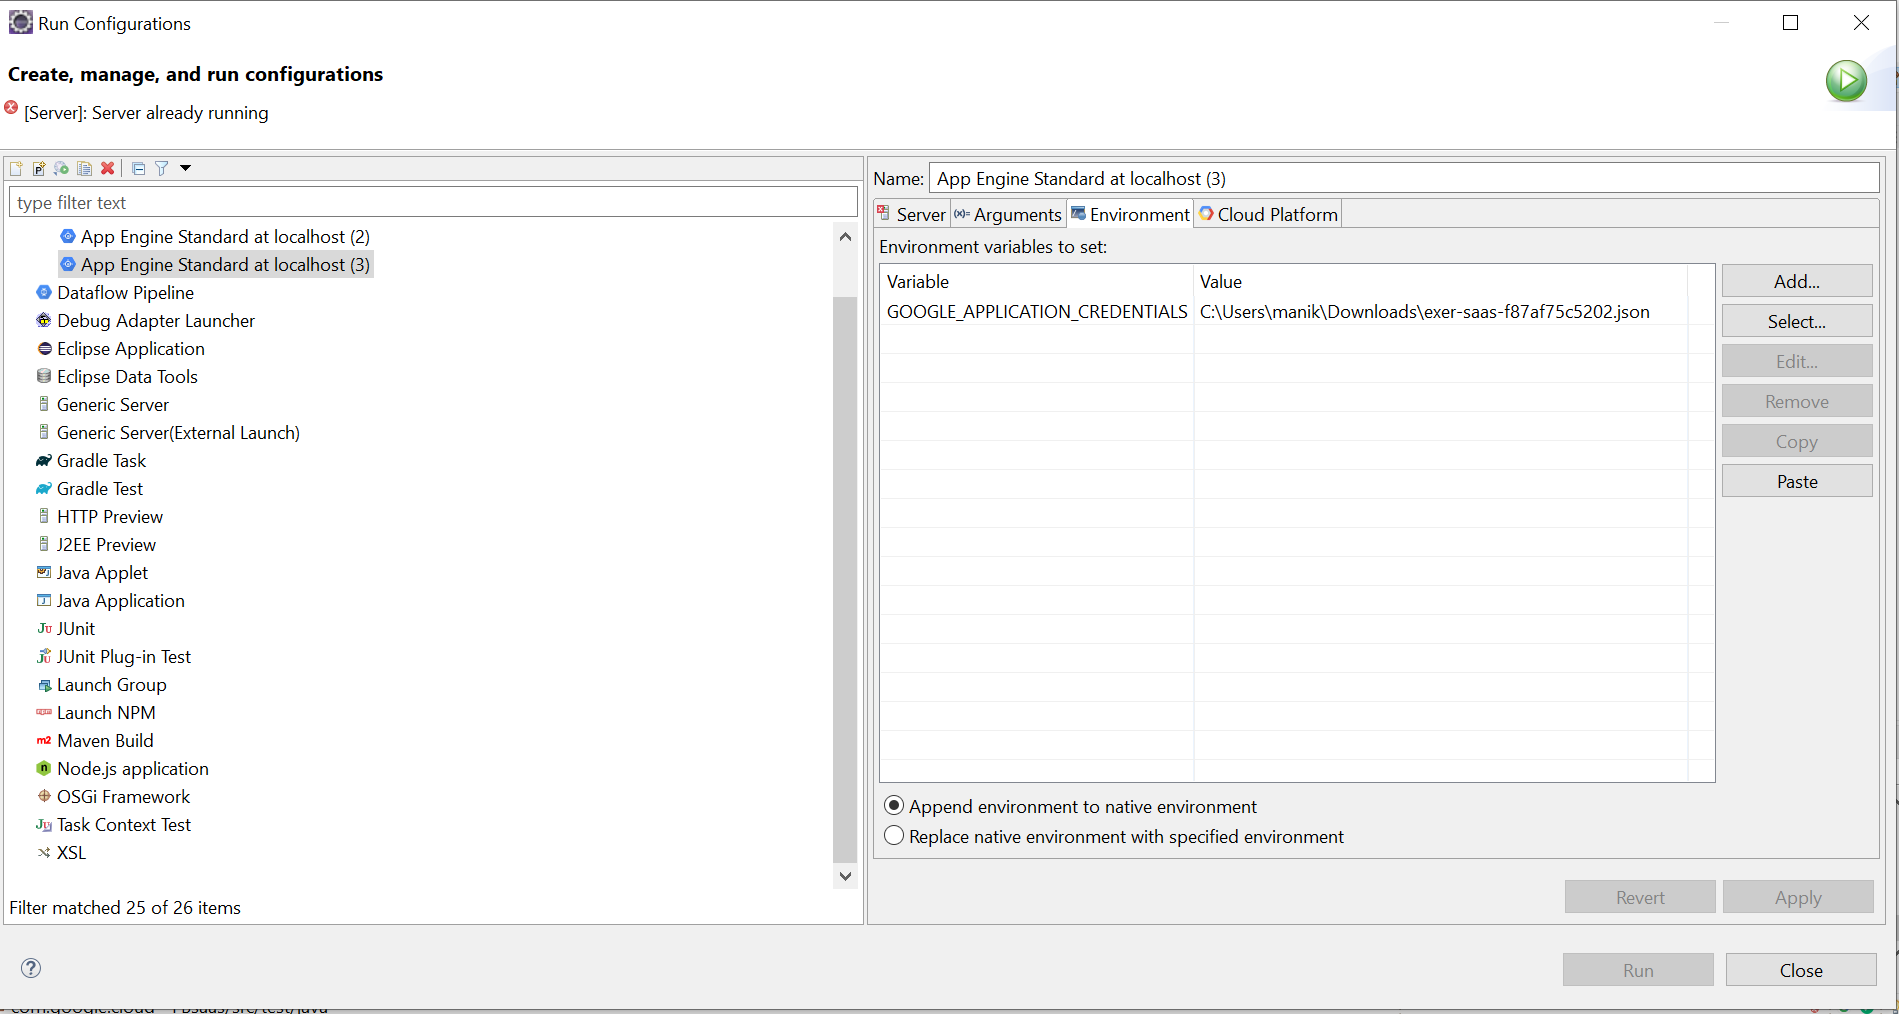 Run Configurations
Create, manage, and run configurations
[Server]: Server already running
type filter text
App Engine Standard at localhost (2)
App Engine Standard at localhost (3)
Dataflow Pipeline
Debug Adapter Launcher
Eclipse Application
Eclipse Data Tools
Generic Server
Generic Server(External Launch)
Gradle Task
Gradle Test
HTTP Preview
J2EE Preview
Java Applet
Java Application
JUnit
JUnit Plug-in Test
Launch Group
Launch NPM
Maven Build
Node.js application
OSGi Framework
Task Context Test
XSL
Filter matched 25 of 26 items
Name: App Engine Standard at localhost (3)
Server Arguments Environment Cloud Platform
Environment variables to set:
Variable Value
GOOGLE_APPLICATION_CREDENTIALS C:\Users\manik\Downloads\exer-saas-f87af75c5202.json
Add...
Select...
Edit...
Remove
Copy
Paste
Append environment to native environment
Replace native environment with specified environment
Revert Apply
Run Close